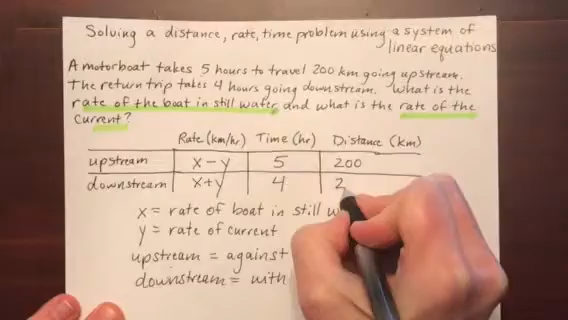 Solving a distance, rate, time problem using a system of
linear equations
A motorboat takes 5 hours to travel 200 km going upstream.
The return trip takes 4 hours going downstream. What is the
rate of the boat in still water and what is the rate of the
current?
Rate (km/hr) Time (hr) Distance (km)
upstream x-y 5 200
downstream x+y 4 2
x = rate of boat in still
y = rate of current
upstream = against
downstream = with